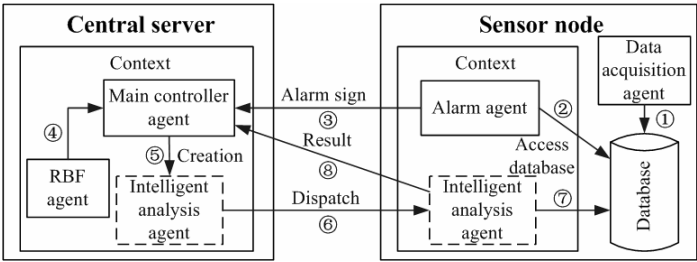 Central server
Sensor node
Context
Context
Data
acquisition
agent
Main controller
agent
Alarm sign
③
Alarm agent
②
①
④
⑤
Creation
Result
⑧
Access
database
RBF
agent
Intelligent
analysis
agent
Dispatch
⑥
Intelligent
analysis
agent
⑦
Database